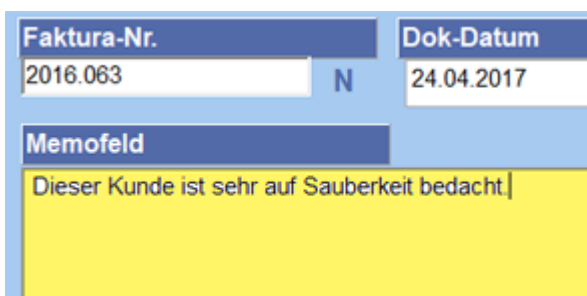 Faktura-Nr. Dok-Datum
2016.063 N 24.04.2017
Memofeld
Dieser Kunde ist sehr auf Sauberkeit bedacht.